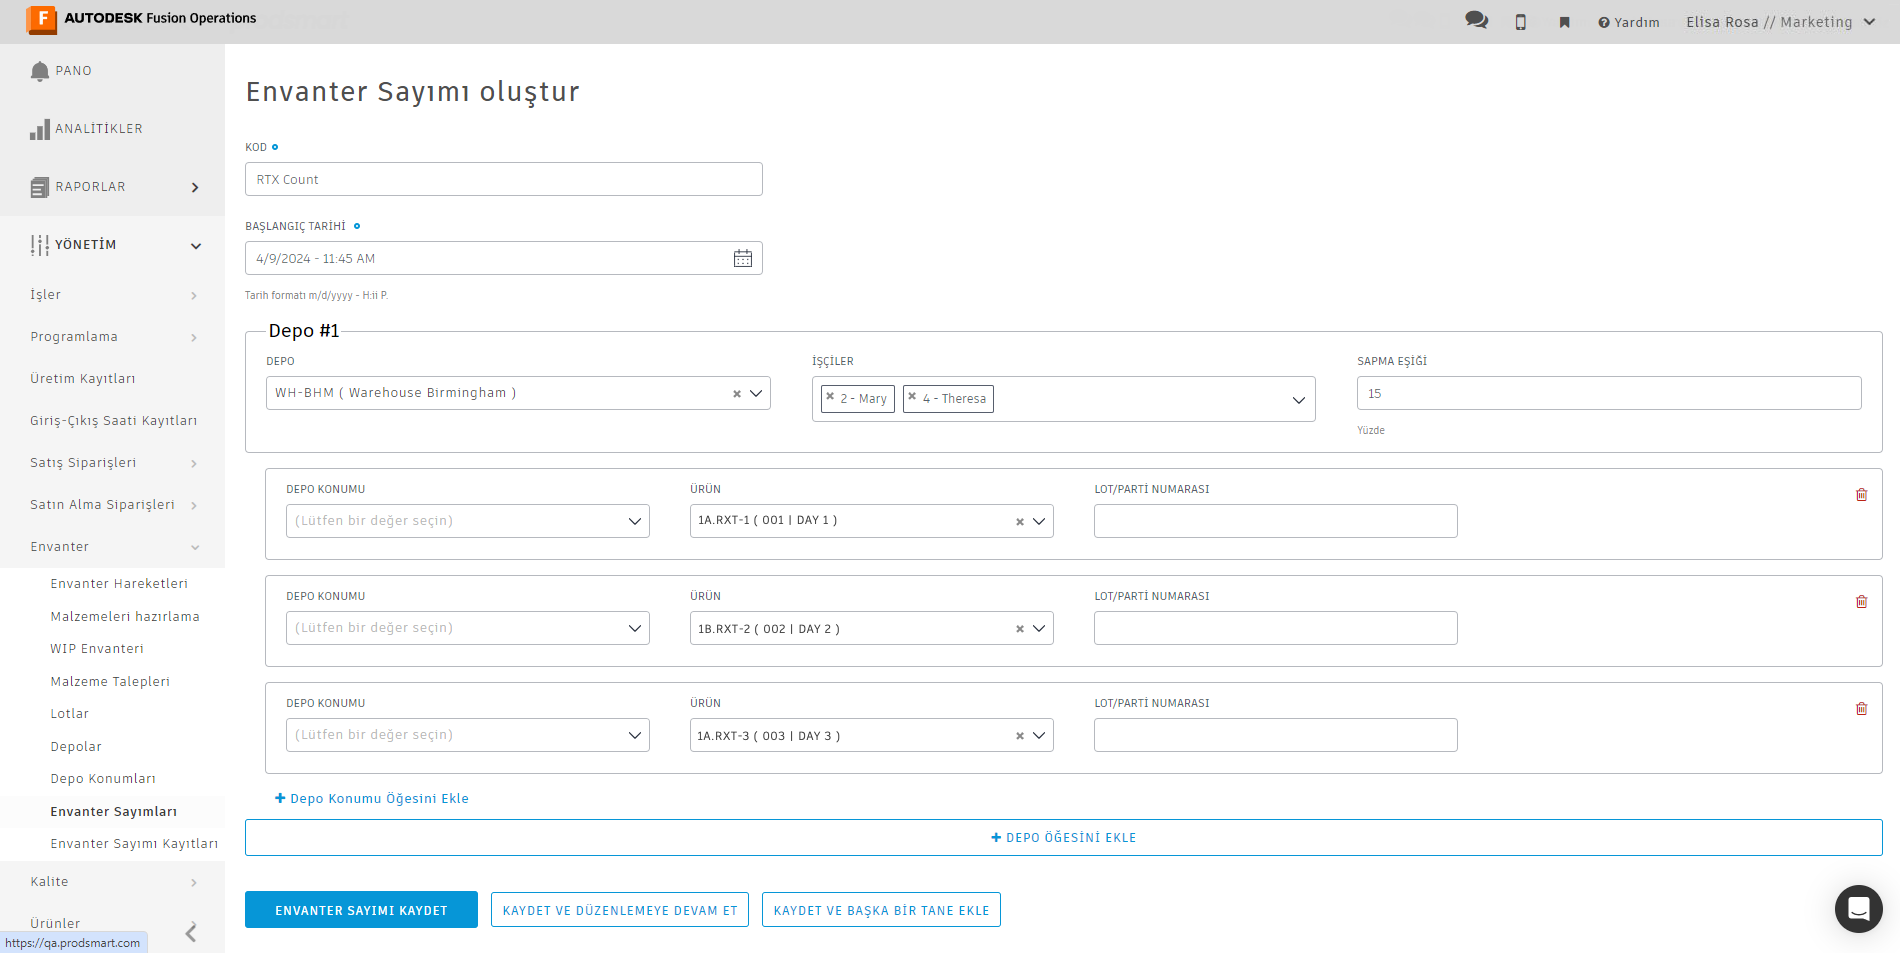 AUTODESK Fusion Operations
Yardım
Elisa Rosa // Marketing
PANO
ANALİTİKLER
RAPORLAR
YÖNETİM
İşler
Programlama
Üretim Kayıtları
Giriş-Çıkış Saati Kayıtları
Satış Siparişleri
Satın Alma Siparişleri
Envanter
Envanter Hareketleri
Malzemeleri hazırlama
WIP Envanteri
Malzeme Talepleri
Lotlar
Depolar
Depo Konumları
Envanter Sayımları
Envanter Sayımı Kayıtları
Kalite
Ürünler
https://qa.prodsmart.com
Envanter Sayımı oluştur
KOD
RTX Count
BAŞLANGIÇ TARİHİ
4/9/2024 - 11:45 AM
Tarih formatı m/d/yyyy - H:ii P.
Depo #1
DEPO
İŞÇİLER
SAPMA EŞİĞİ
WH-BHM ( Warehouse Birmingham )
2 - Mary
4 - Theresa
15
Yüzde
DEPO KONUMU
ÜRÜN
LOT/PARTİ NUMARASI
(Lütfen bir değer seçin)
1A.RXT-1 ( 001 | DAY 1 )
DEPO KONUMU
ÜRÜN
LOT/PARTİ NUMARASI
(Lütfen bir değer seçin)
1B.RXT-2 ( 002 | DAY 2 )
DEPO KONUMU
ÜRÜN
LOT/PARTİ NUMARASI
(Lütfen bir değer seçin)
1A.RXT-3 ( 003 | DAY 3 )
+ Depo Konumu Öğesini Ekle
+ DEPO ÖĞESİNİ EKLE
ENVANTER SAYIMI KAYDET
KAYDET VE DÜZENLEMEYE DEVAM ET
KAYDET VE BAŞKA BİR TANE EKLE